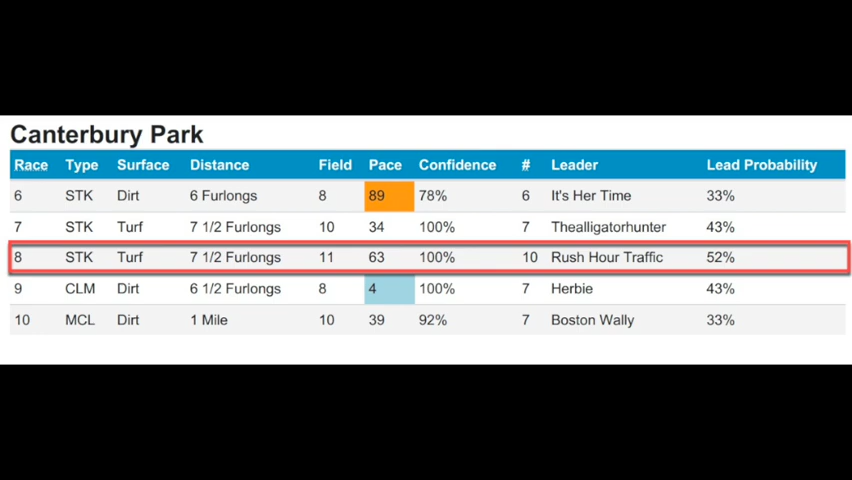 Canterbury Park
Race Type Surface Distance Field Pace Confidence # Leader Lead Probability
6 STK Dirt 6 Furlongs 8 89 78% 6 It's Her Time 33%
7 STK Turf 7 1/2 Furlongs 10 34 100% 7 Thealligatorhunter 43%
8 STK Turf 7 1/2 Furlongs 11 63 100% 10 Rush Hour Traffic 52%
9 CLM Dirt 6 1/2 Furlongs 8 4 100% 7 Herbie 43%
10 MCL Dirt 1 Mile 10 39 92% 7 Boston Wally 33%